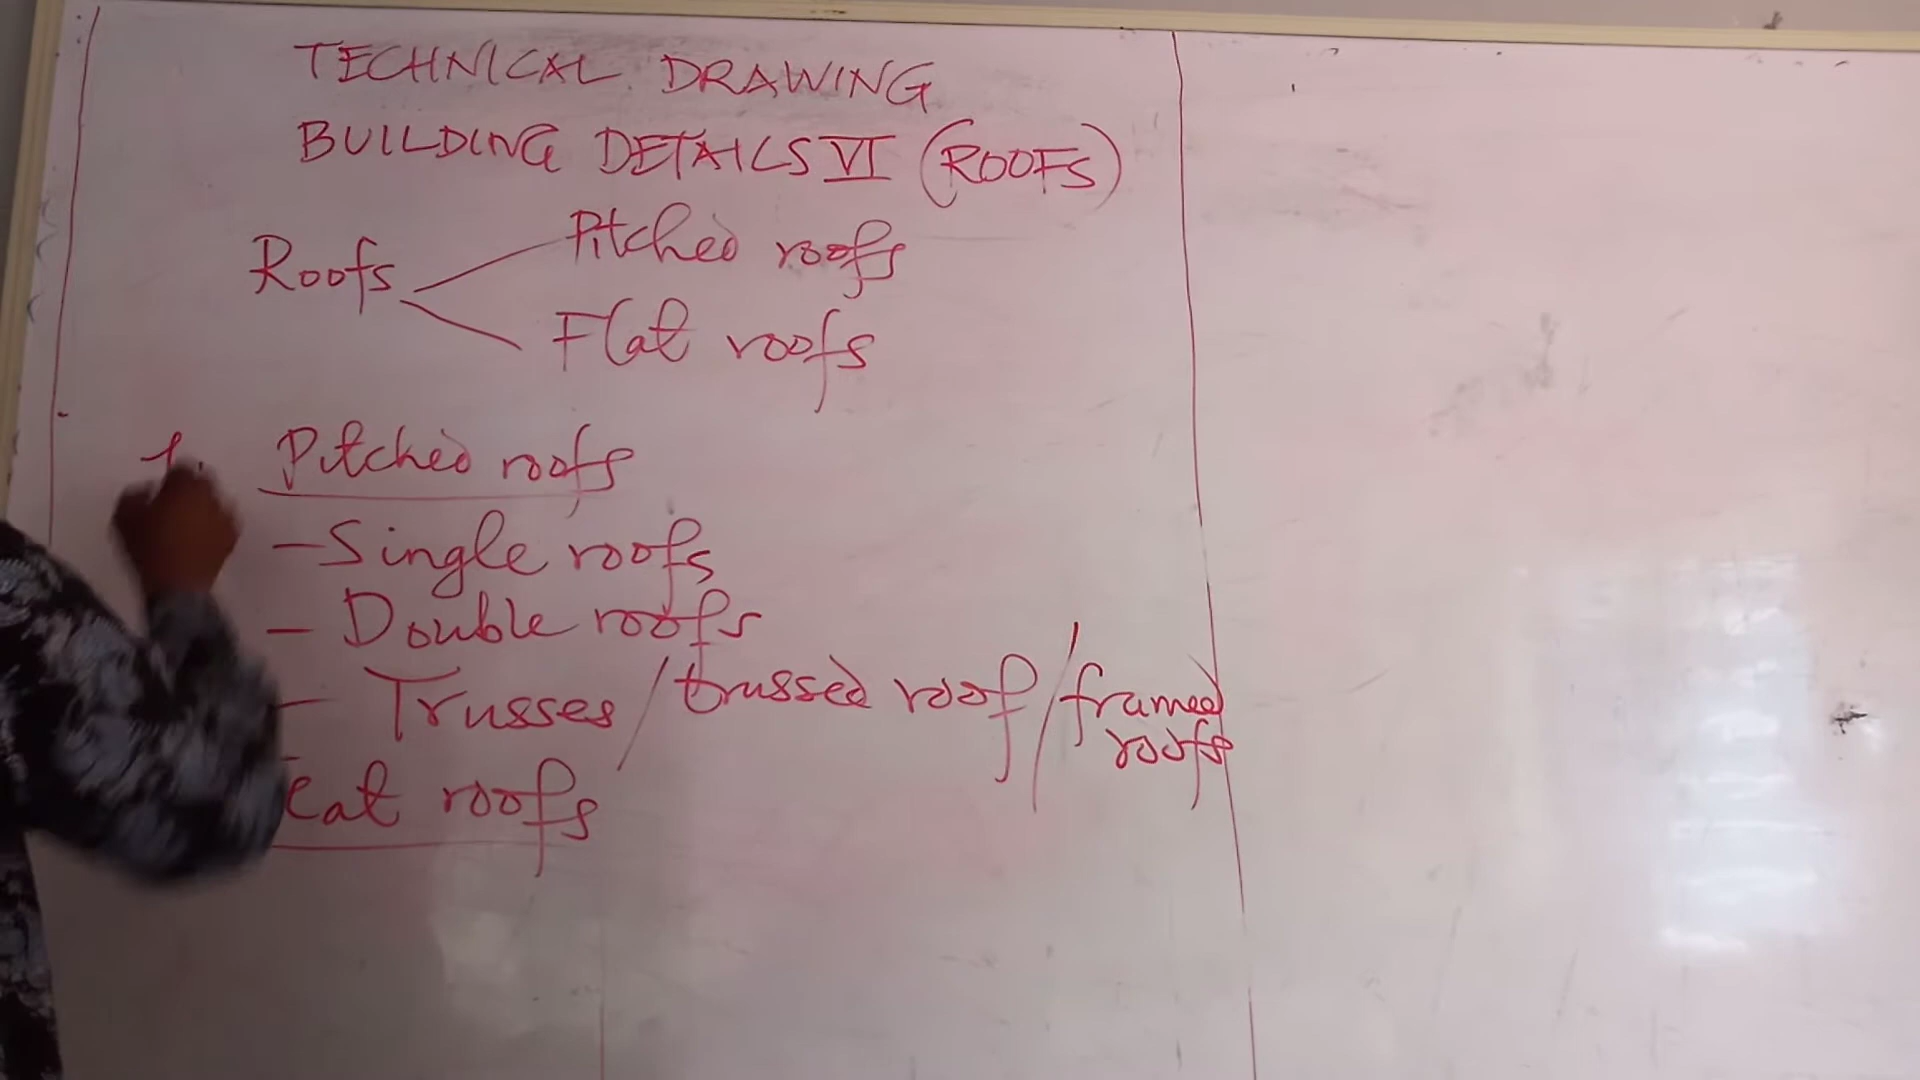 TECHNICAL DRAWING
BUILDING DETAILS VI (ROOFS)
Roofs
Pitched roofs
Flat roofs
1. Pitched roofs
- Single roofs
- Double roofs
- Trusses / trussed roof / framed roofs
roofs